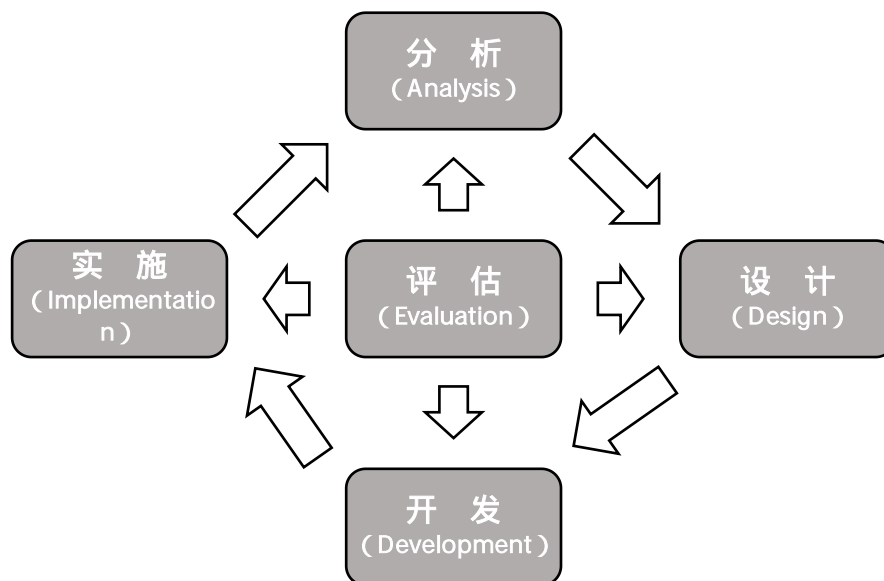 分 析
（Analysis）
实 施
（Implementatio
n）
评 估
（Evaluation）
设 计
（Design）
开 发
（Development）